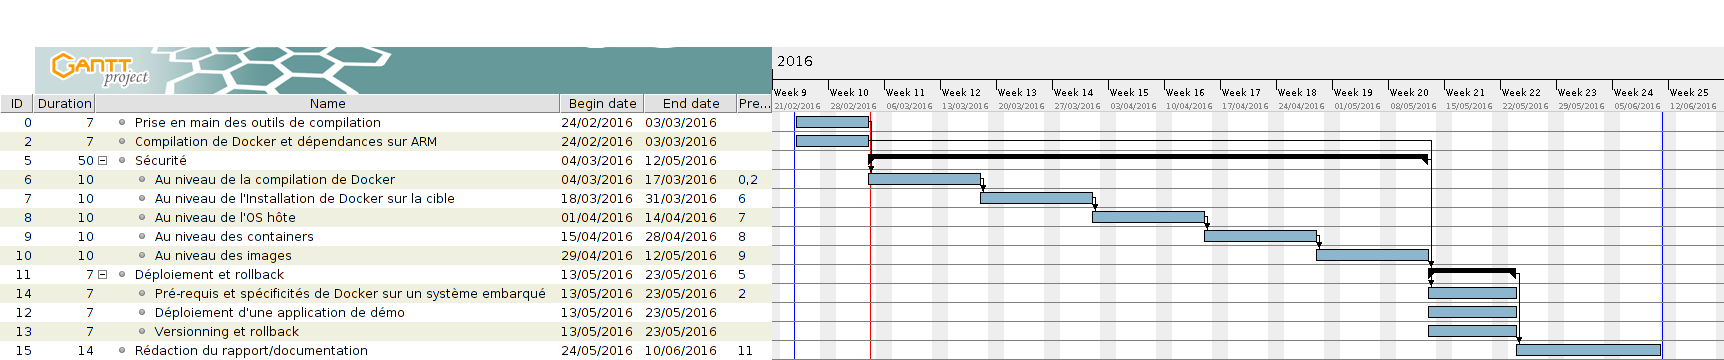 GANTT
project
2016
Week 9 Week 10 Week 11 Week 12 Week 13 Week 14 Week 15 Week 16 Week 17 Week 18 Week 19 Week 20 Week 21 Week 22 Week 23 Week 24 Week 25
21/02/2016 28/02/2016 06/03/2016 13/03/2016 20/03/2016 27/03/2016 03/04/2016 10/04/2016 17/04/2016 24/04/2016 01/05/2016 08/05/2016 15/05/2016 22/05/2016 29/05/2016 05/06/2016 12/06/2016
ID Duration Name Begin date End date Pre...
0 7 Prise en main des outils de compilation 24/02/2016 03/03/2016
2 7 Compilation de Docker et dépendances sur ARM 24/02/2016 03/03/2016
5 50 Sécurité 04/03/2016 12/05/2016
6 10 Au niveau de la compilation de Docker 04/03/2016 17/03/2016 0,2
7 10 Au niveau de l'Installation de Docker sur la cible 18/03/2016 31/03/2016 6
8 10 Au niveau de l'OS hôte 01/04/2016 14/04/2016 7
9 10 Au niveau des containers 15/04/2016 28/04/2016 8
10 10 Au niveau des images 29/04/2016 12/05/2016 9
11 7 Déploiement et rollback 13/05/2016 23/05/2016 5
14 7 Pré-requis et spécificités de Docker sur un système embarqué 13/05/2016 23/05/2016 2
12 7 Déploiement d'une application de démo 13/05/2016 23/05/2016
13 7 Versionning et rollback 13/05/2016 23/05/2016
15 14 Rédaction du rapport/documentation 24/05/2016 10/06/2016 11